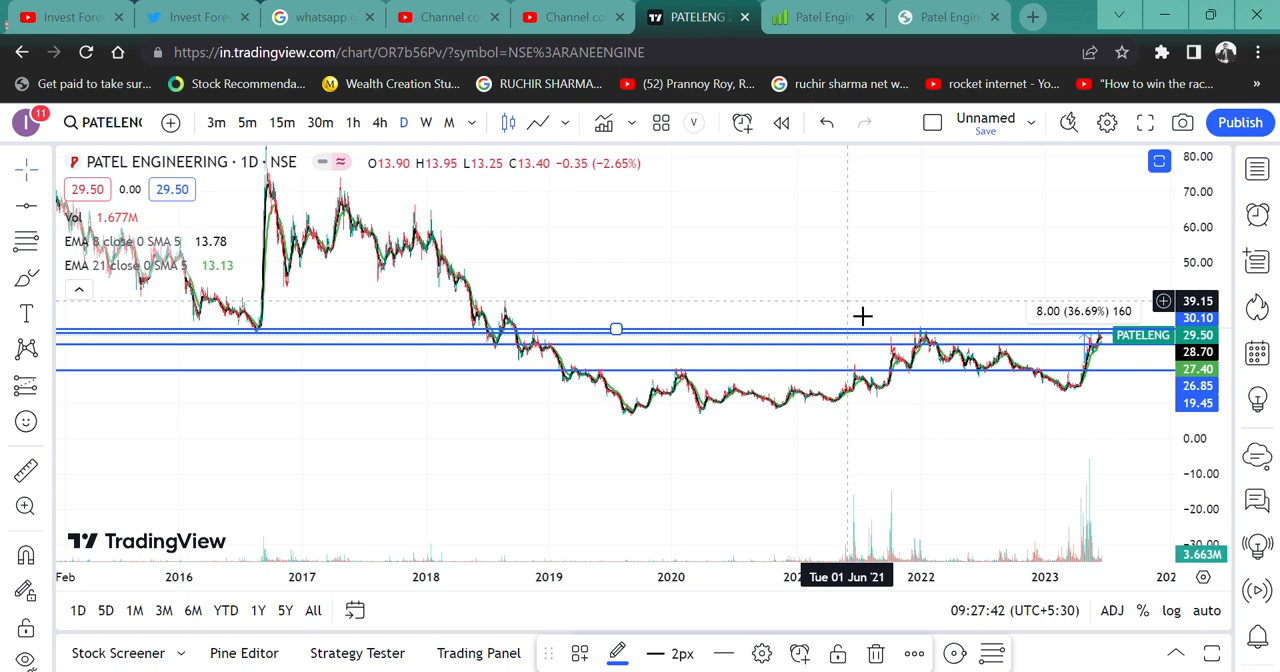 Invest Fore
Invest Fore
whatsapp g
Channel co
Channel co
PATELENG 2
Patel Engin
Patel Engin
https://in.tradingview.com/chart/OR7b56Pv/?symbol=NSE%3ARANEENGINE
Get paid to take sur...
Stock Recommenda...
Wealth Creation Stu...
RUCHIR SHARMA...
(52) Prannoy Roy, R...
ruchir sharma net w...
rocket internet - Yo...
"How to win the rac...
»
I
11
PATELENG
3m 5m 15m 30m 1h 4h D W M
V
Unnamed
Save
Publish
P PATEL ENGINEERING · 1D · NSE
O13.90 H13.95 L13.25 C13.40 −0.35 (−2.65%)
29.50 0.00 29.50
Vol 1.677M
EMA 8 close 0 SMA 5 13.78
EMA 21 close 0 SMA 5 13.13
80.00
70.00
60.00
50.00
39.15
8.00 (36.69%) 160
30.10
PATELENG 29.50
28.70
27.40
26.85
19.45
0.00
−10.00
−20.00
−30.00
3.663M
TradingView
Feb 2016 2017 2018 2019 2020 Tue 01 Jun '21 2022 2023
1D 5D 1M 3M 6M YTD 1Y 5Y All
09:27:42 (UTC+5:30) ADJ % log auto
Stock Screener Pine Editor Strategy Tester Trading Panel
2px